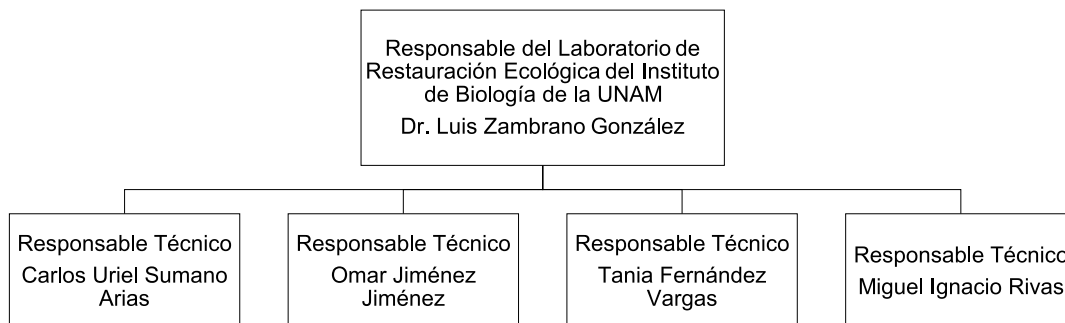 Responsable del Laboratorio de
Restauración Ecológica del Instituto
de Biología de la UNAM
Dr. Luis Zambrano González
Responsable Técnico
Carlos Uriel Sumano
Arias
Responsable Técnico
Omar Jiménez
Jiménez
Responsable Técnico
Tania Fernández
Vargas
Responsable Técnico
Miguel Ignacio Rivas